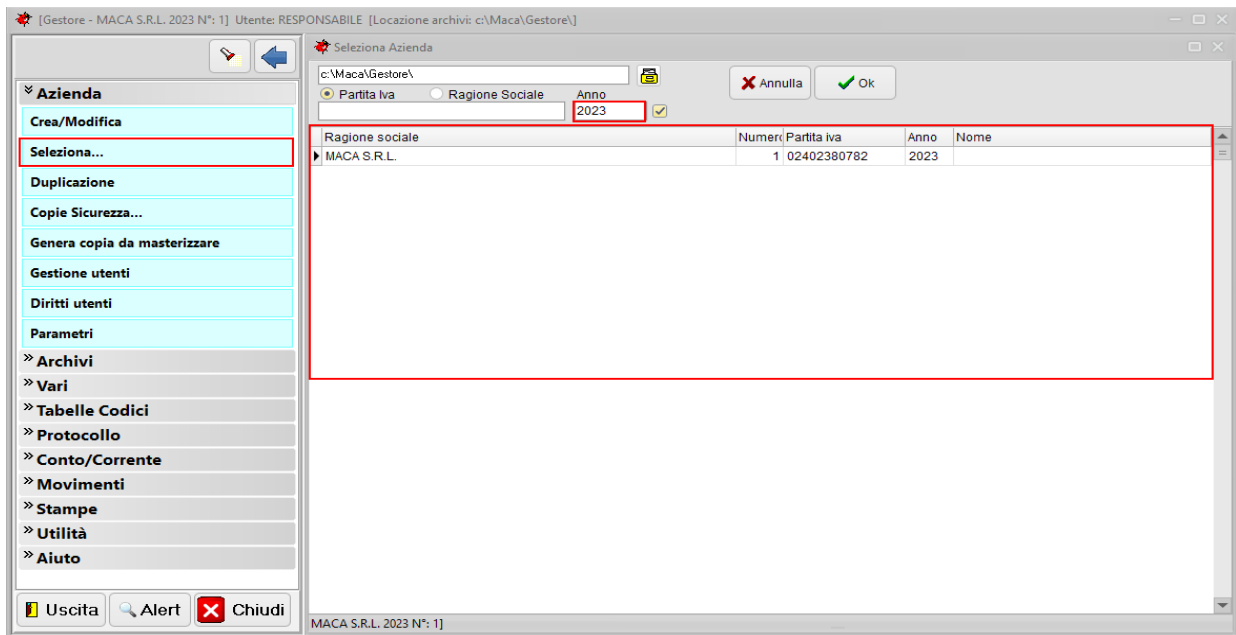 [Gestore - MACA S.R.L. 2023 N°: 1] Utente: RESPONSABILE [Locazione archivi: c:\Maca\Gestore\]
Azienda
Crea/Modifica
Seleziona...
Duplicazione
Copie Sicurezza...
Genera copia da masterizzare
Gestione utenti
Diritti utenti
Parametri
Archivi
Vari
Tabelle Codici
Protocollo
Conto/Corrente
Movimenti
Stampe
Utilità
Aiuto
Uscita Alert Chiudi
Seleziona Azienda
c:\Maca\Gestore\
Annulla Ok
Partita Iva Ragione Sociale Anno
2023
Ragione sociale Numero Partita iva Anno Nome
MACA S.R.L. 1 02402380782 2023
MACA S.R.L. 2023 N°: 1]